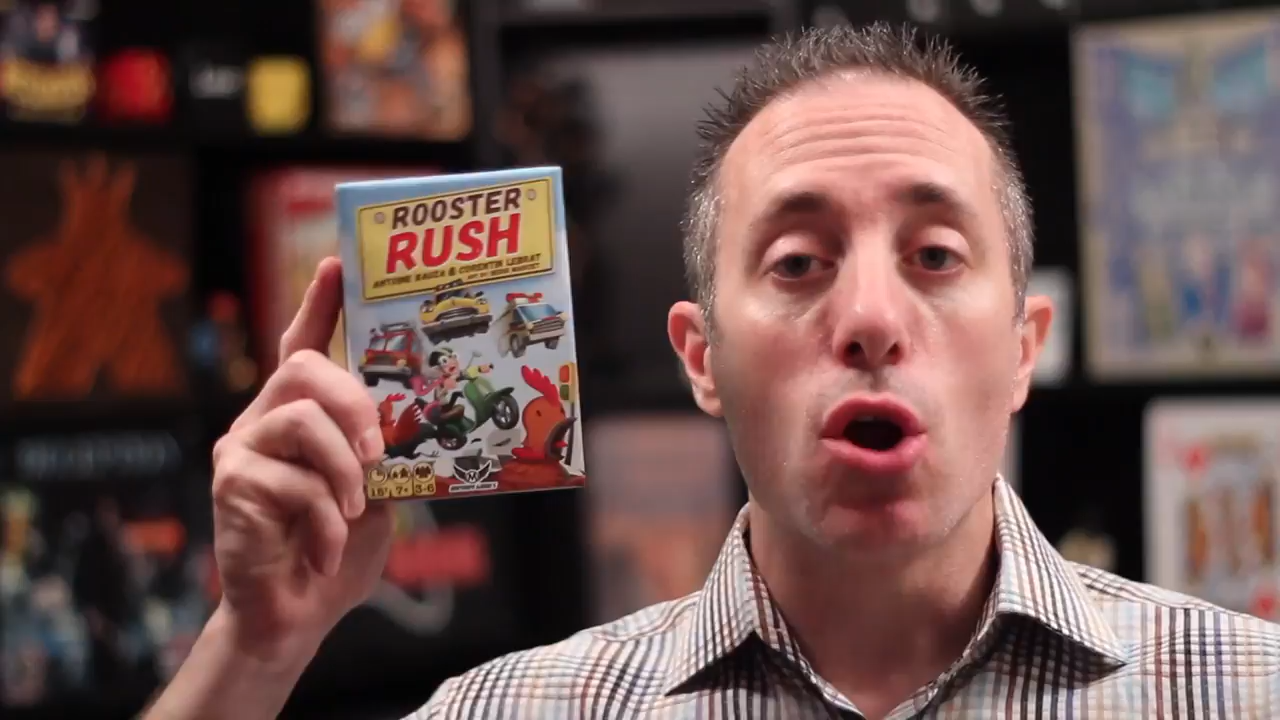 ROOSTER
RUSH
ANTOINE BAUZA & CORENTIN LEBRAT
15' 7+ 3-6